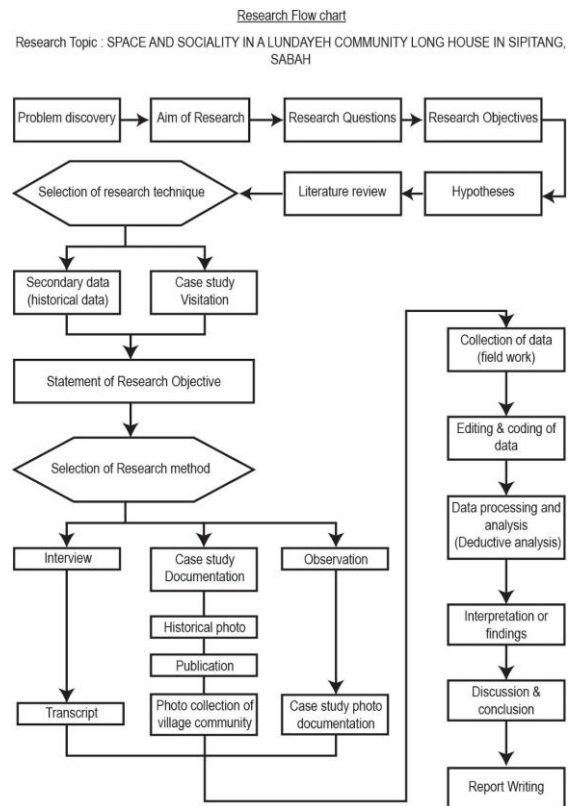 Research Flow chart
Research Topic : SPACE AND SOCIALITY IN A LUNDAYEH COMMUNITY LONG HOUSE IN SIPITANG,
SABAH
Problem discovery
Aim of Research
Research Questions
Research Objectives
Selection of research technique
Literature review
Hypotheses
Secondary data
(historical data)
Case study
Visitation
Statement of Research Objective
Selection of Research method
Interview
Case study
Documentation
Observation
Historical photo
Publication
Transcript
Photo collection of
village community
Case study photo
documentation
Collection of data
(field work)
Editing & coding of
data
Data processing and
analysis
(Deductive analysis)
Interpretation or
findings
Discussion &
conclusion
Report Writing